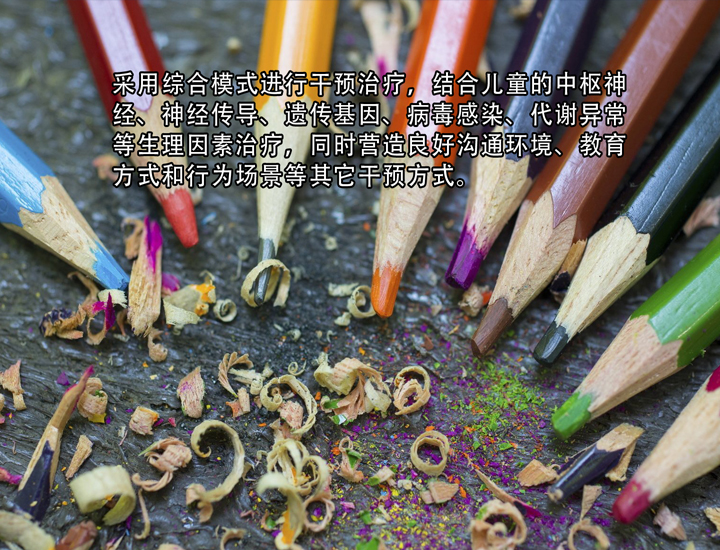 采用综合模式进行干预治疗，结合儿童的中枢神
经、神经传导、遗传基因、病毒感染、代谢异常
等生理因素治疗，同时营造良好沟通环境、教育
方式和行为场景等其它干预方式。